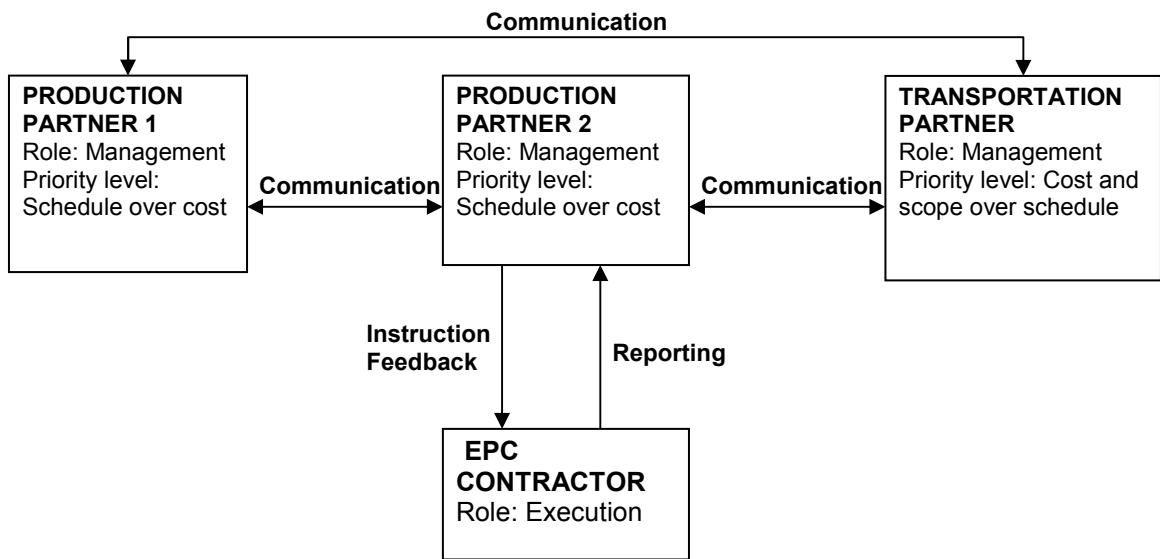 Communication
PRODUCTION
PARTNER 1
Role: Management
Priority level:
Schedule over cost
Communication
PRODUCTION
PARTNER 2
Role: Management
Priority level:
Schedule over cost
Communication
TRANSPORTATION
PARTNER
Role: Management
Priority level: Cost and
scope over schedule
Instruction
Feedback
Reporting
EPC
CONTRACTOR
Role: Execution